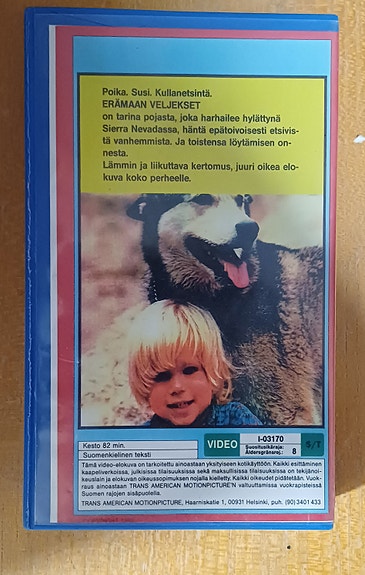 Poika. Susi. Kullanetsintä.
ERÄMAAN VELJEKSET
on tarina pojasta, joka harhailee hylättynä
Sierra Nevadassa, häntä epätoivoisesti etsivis-
tä vanhemmista. Ja toistensa löytämisen on-
nesta.
Lämmin ja liikuttava kertomus, juuri oikea elo-
kuva koko perheelle.
Kesto 82 min.
Suomenkielinen teksti
VIDEO
I-03170
Suositusikäraja:
Åldersgränsrek.: 8
S/T
Tämä video-elokuva on tarkoitettu ainoastaan yksityiseen kotikäyttöön. Kaikki esittäminen
kaapeliverkoissa, julkisissa tilaisuuksissa sekä maksullisissa tilaisuuksissa on tekijänoi-
keuslain ja elokuvan oikeussopimuksen nojalla kielletty. Kaikki oikeudet pidätetään. Vuok-
raus ainoastaan TRANS AMERICAN MOTIONPICTURE'N valtuuttamissa vuokrapisteissä
Suomen rajojen sisäpuolella.
TRANS AMERICAN MOTIONPICTURE, Haarniskatie 1, 00931 Helsinki, puh. (90) 3401 433